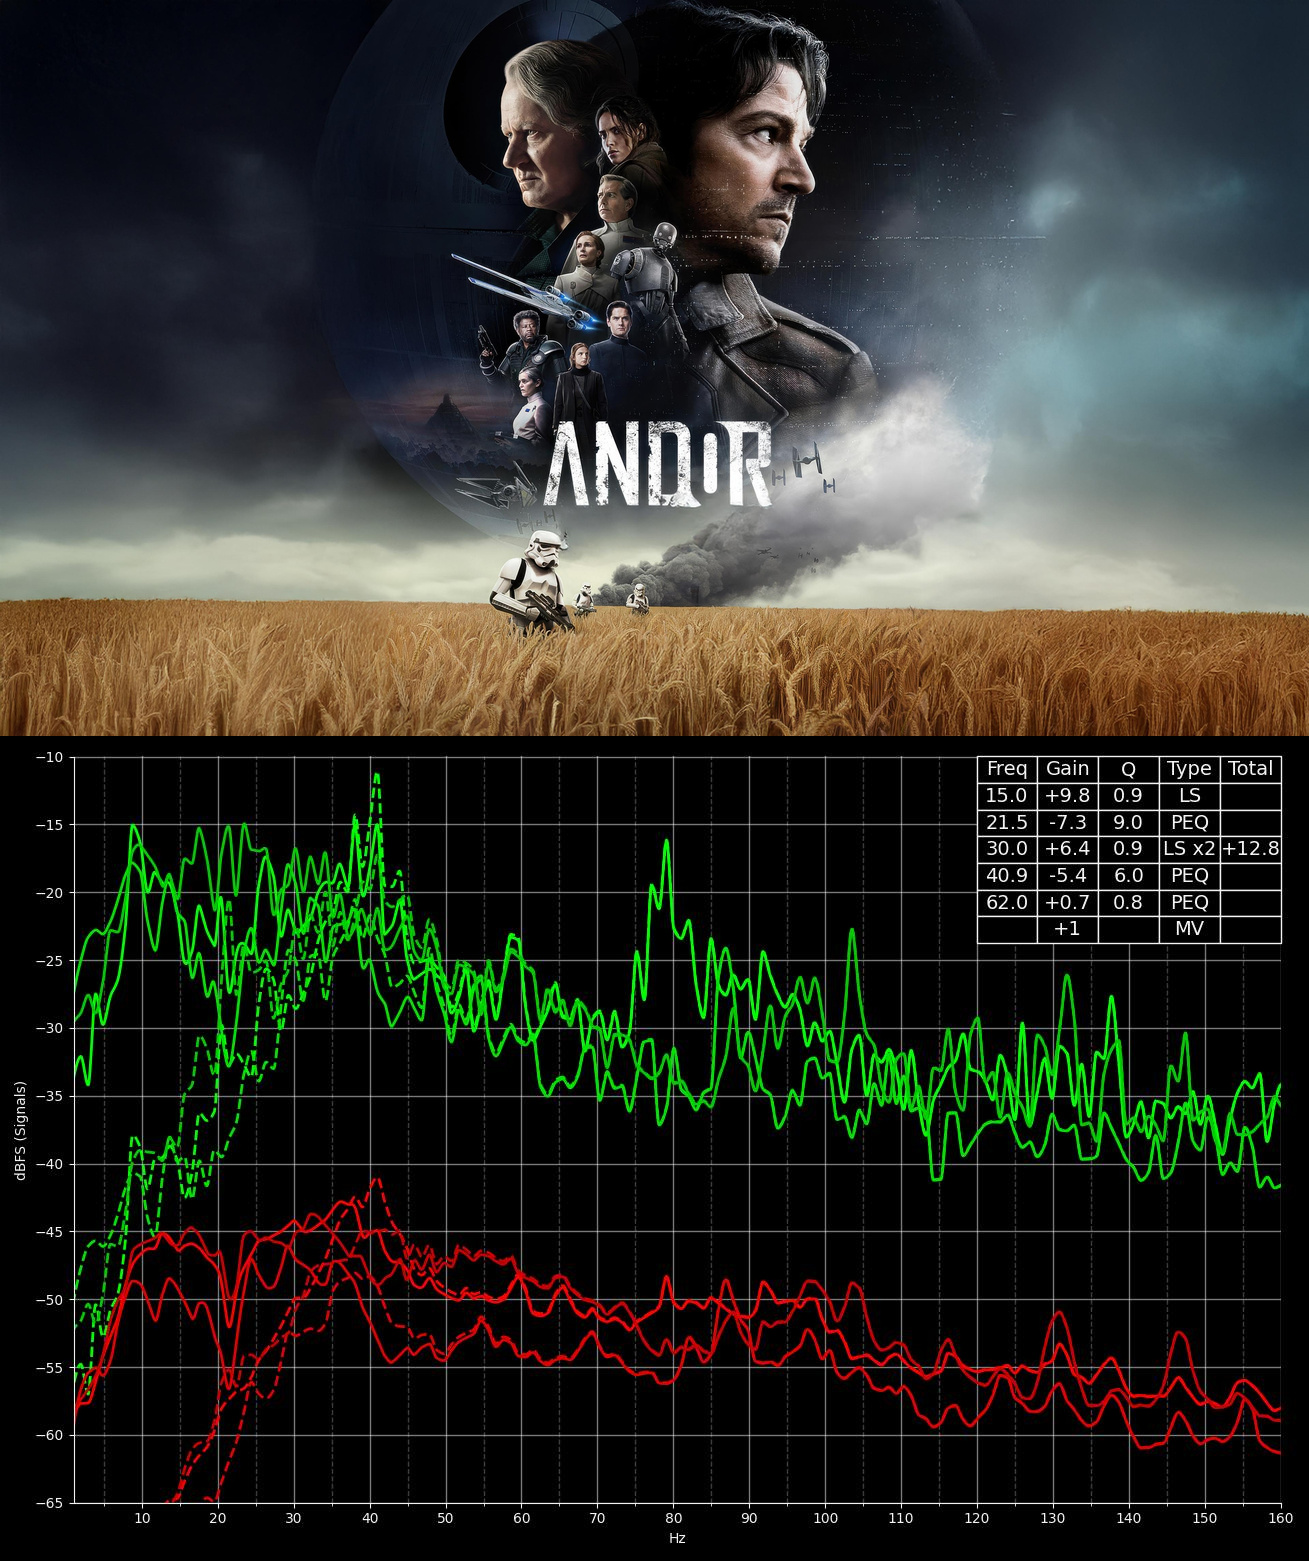 ANDOR
Freq Gain Q Type Total
15.0 +9.8 0.9 LS
21.5 -7.3 9.0 PEQ
30.0 +6.4 0.9 LS x2 +12.8
40.9 -5.4 6.0 PEQ
62.0 +0.7 0.8 PEQ
+1 MV
−10
−15
−20
−25
−30
−35
−40
−45
−50
−55
−60
−65
dBFS (Signals)
10 20 30 40 50 60 70 80 90 100 110 120 130 140 150 160
Hz